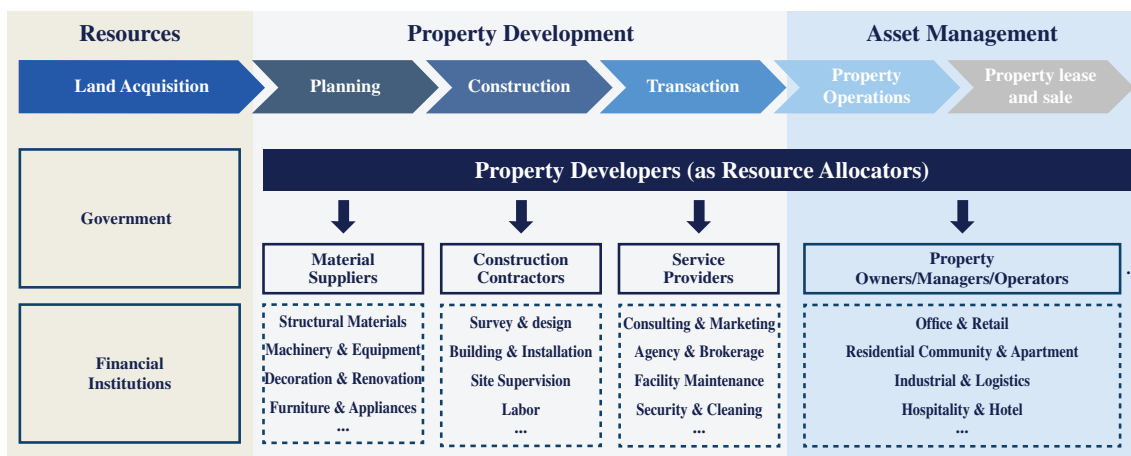 Resources
Property Development
Asset Management
Land Acquisition
Planning
Construction
Transaction
Property
Operations
Property lease
and sale
Government
Financial
Institutions
Property Developers (as Resource Allocators)
Material
Suppliers
Structural Materials
Machinery & Equipment
Decoration & Renovation
Furniture & Appliances
...
Construction
Contractors
Survey & design
Building & Installation
Site Supervision
Labor
...
Service
Providers
Consulting & Marketing
Agency & Brokerage
Facility Maintenance
Security & Cleaning
...
Property
Owners/Managers/Operators
Office & Retail
Residential Community & Apartment
Industrial & Logistics
Hospitality & Hotel
...
.